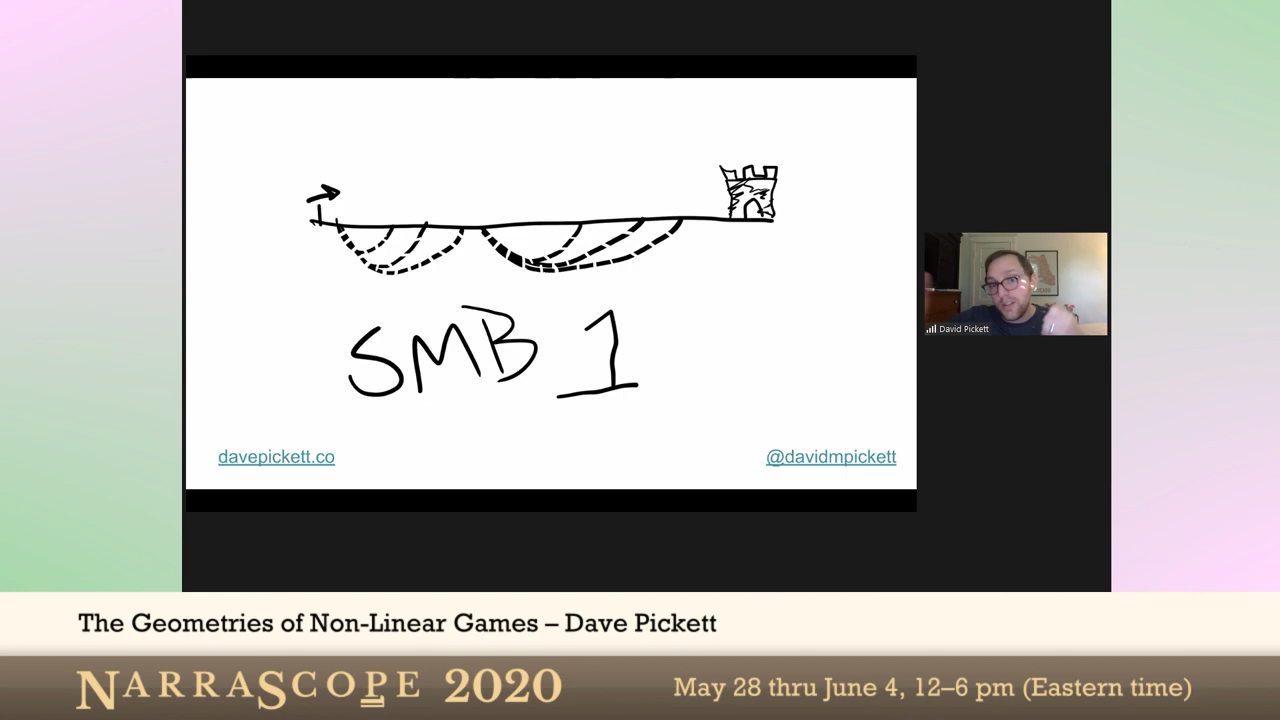 SMB 1
davepickett.co
@davidmpickett
David Pickett
The Geometries of Non-Linear Games – Dave Pickett
NARRASCOPE 2020
May 28 thru June 4, 12–6 pm (Eastern time)